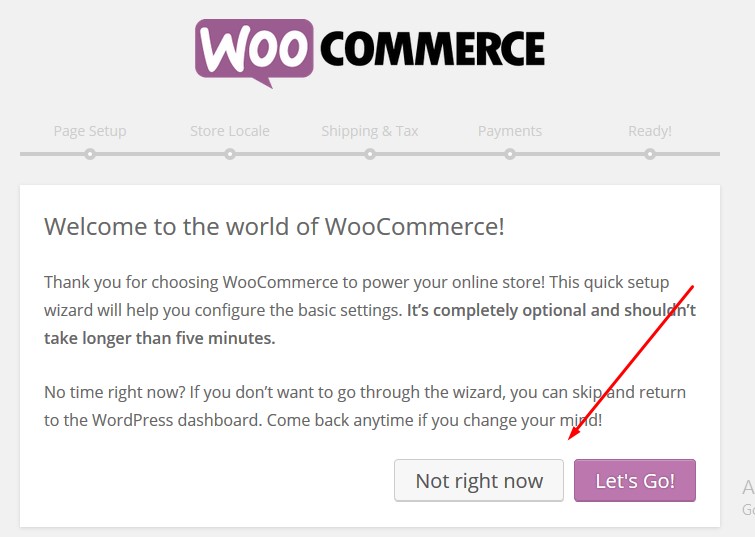 WOO COMMERCE
Page Setup Store Locale Shipping & Tax Payments Ready!
Welcome to the world of WooCommerce!
Thank you for choosing WooCommerce to power your online store! This quick setup
wizard will help you configure the basic settings. It’s completely optional and shouldn’t
take longer than five minutes.
No time right now? If you don’t want to go through the wizard, you can skip and return
to the WordPress dashboard. Come back anytime if you change your mind!
Not right now Let's Go!